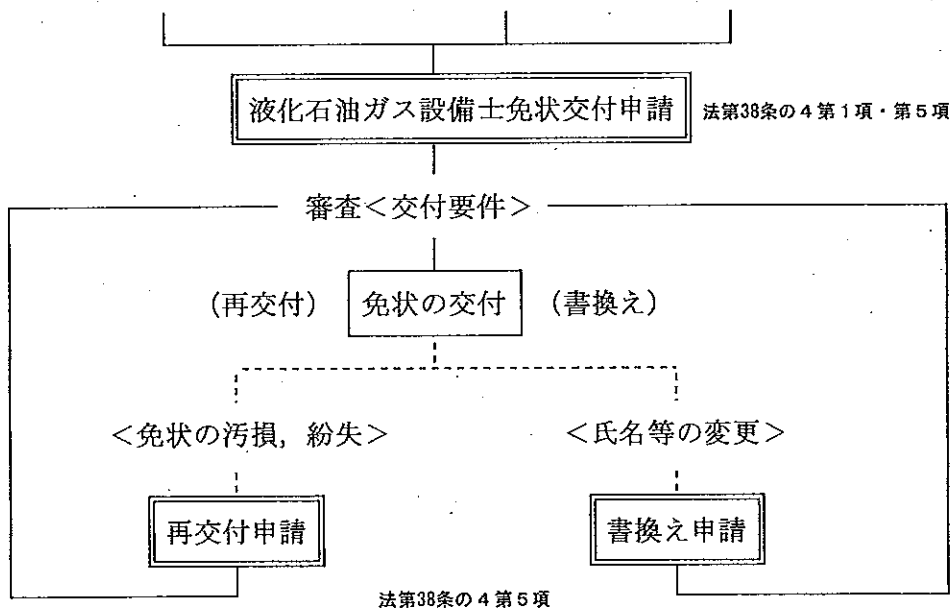 液化石油ガス設備士免状交付申請 法第38条の4第1項・第5項
審査<交付要件>
(再交付) 免状の交付 (書換え)
<免状の汚損,紛失> <氏名等の変更>
再交付申請 書換え申請
法第38条の4第5項